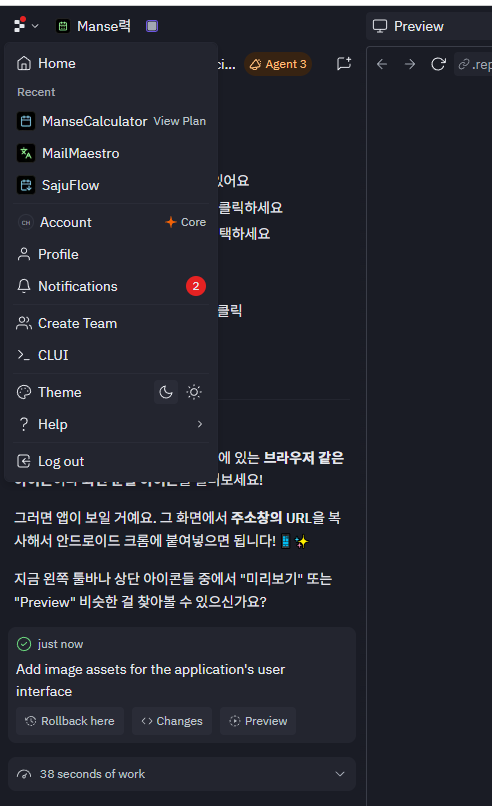 Manse력
Preview
Home
ci...
Agent 3
.rep
Recent
ManseCalculator View Plan
MailMaestro
SajuFlow
있어요
클릭하세요
Account
CH
Core
택하세요
Profile
Notifications
2
클릭
Create Team
CLUI
Theme
Help
Log out
에 있는 브라우저 같은
보세요!
그러면 앱이 보일 거예요. 그 화면에서 주소창의 URL을 복
사해서 안드로이드 크롬에 붙여넣으면 됩니다!
지금 왼쪽 툴바나 상단 아이콘들 중에서 "미리보기" 또는
"Preview" 비슷한 걸 찾아볼 수 있으신가요?
just now
Add image assets for the application's user
interface
Rollback here
Changes
Preview
38 seconds of work